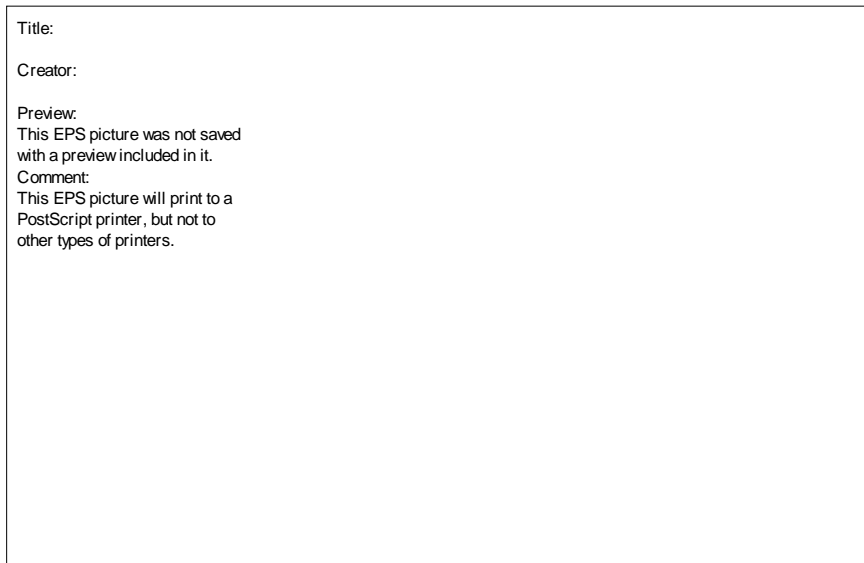 Title:
Creator:
Preview:
This EPS picture was not saved
with a preview included in it.
Comment:
This EPS picture will print to a
PostScript printer, but not to
other types of printers.